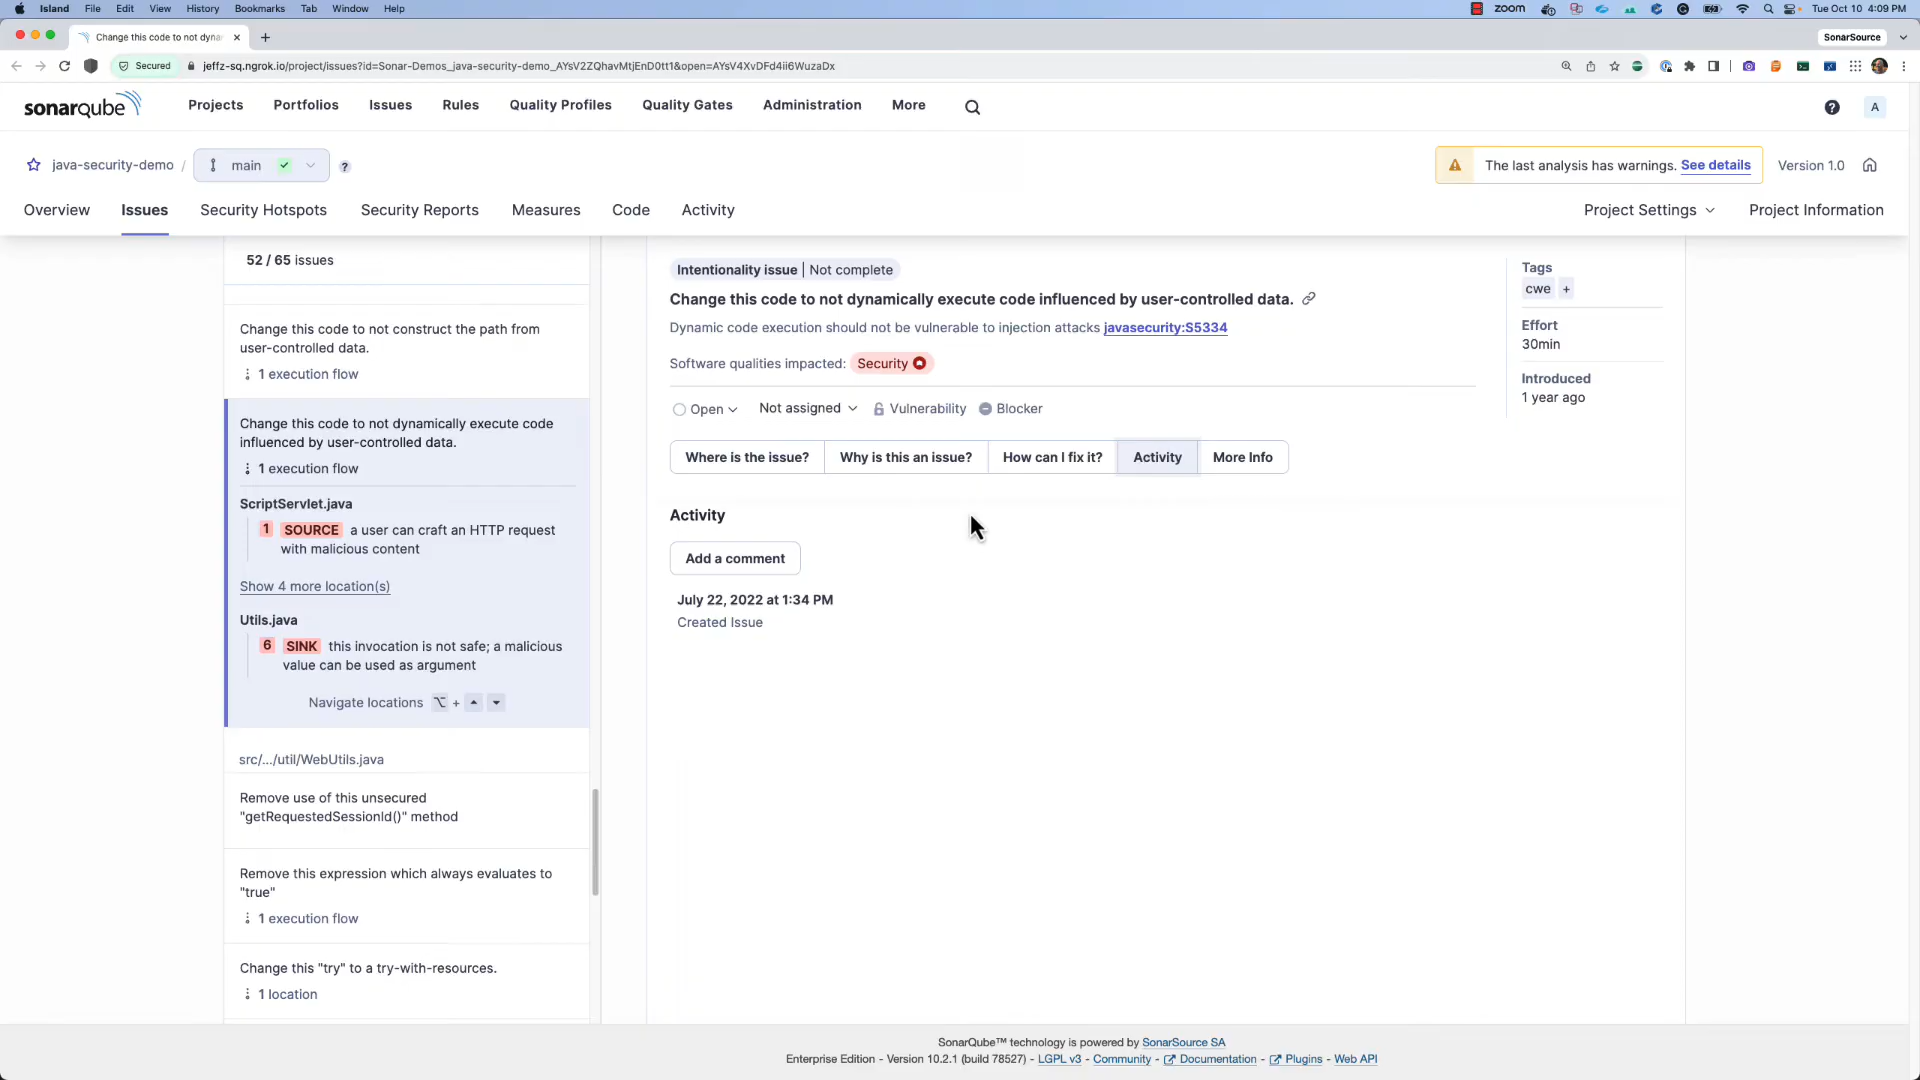 Island File Edit View History Bookmarks Tab Window Help zoom Tue Oct 10 4:09 PM
Change this code to not dyna SonarSource
Secured jeffz-sq.ngrok.io/project/issues?id=Sonar-Demos_java-security-demo_AYsV2ZQhavMtjEnD0tt1&open=AYsV4XvDFd4ii6WuzaDx
sonarqube Projects Portfolios Issues Rules Quality Profiles Quality Gates Administration More ? A
java-security-demo / main ? The last analysis has warnings. See details Version 1.0
Overview Issues Security Hotspots Security Reports Measures Code Activity Project Settings Project Information
52 / 65 issues
Change this code to not construct the path from
user-controlled data.
1 execution flow
Change this code to not dynamically execute code
influenced by user-controlled data.
1 execution flow
ScriptServlet.java
1 SOURCE a user can craft an HTTP request
with malicious content
Show 4 more location(s)
Utils.java
6 SINK this invocation is not safe; a malicious
value can be used as argument
Navigate locations ⌥ +
src/.../util/WebUtils.java
Remove use of this unsecured
"getRequestedSessionId()" method
Remove this expression which always evaluates to
"true"
1 execution flow
Change this "try" to a try-with-resources.
1 location
Intentionality issue | Not complete
Change this code to not dynamically execute code influenced by user-controlled data.
Dynamic code execution should not be vulnerable to injection attacks javasecurity:S5334
Software qualities impacted: Security
Open Not assigned Vulnerability Blocker
Where is the issue? Why is this an issue? How can I fix it? Activity More Info
Activity
Add a comment
July 22, 2022 at 1:34 PM
Created Issue
Tags
cwe +
Effort
30min
Introduced
1 year ago
SonarQube™ technology is powered by SonarSource SA
Enterprise Edition - Version 10.2.1 (build 78527) - LGPL v3 - Community - Documentation - Plugins - Web API